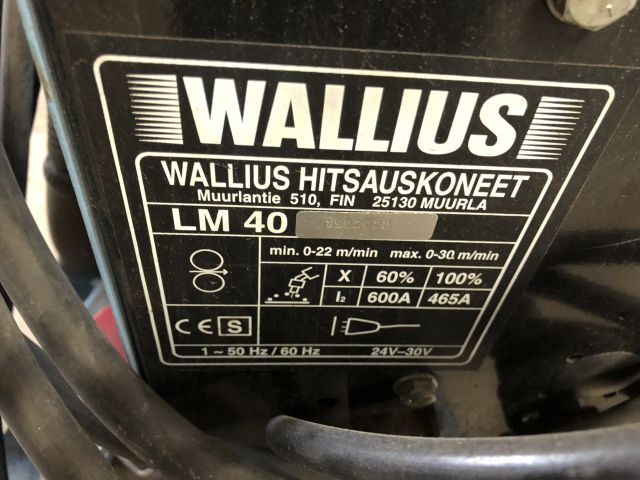 WALLIUS
WALLIUS HITSAUSKONEET
Muurlantie 510, FIN 25130 MUURLA
LM 40
min. 0-22 m/min max. 0-30 m/min
X 60% 100%
I2 600A 465A
CE S
1 ~ 50 Hz / 60 Hz 24V-30V